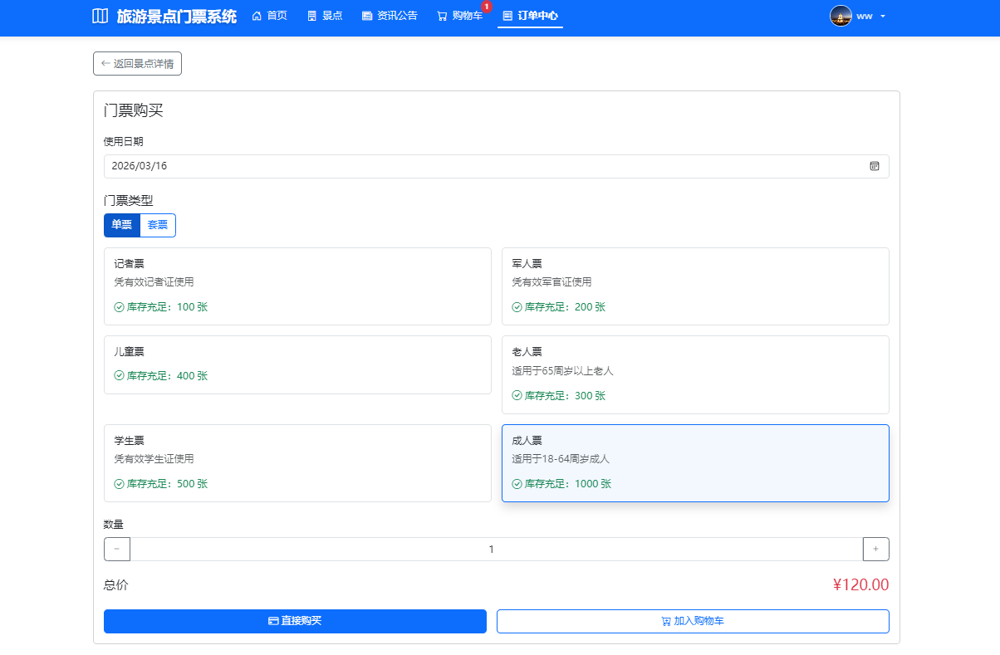 旅游景点门票系统 首页 景点 资讯公告 购物车 1 订单中心 ww
← 返回景点详情
门票购买
使用日期
2026/03/16
门票类型
单票 套票
记者票
凭有效记者证使用
库存充足：100 张
军人票
凭有效军官证使用
库存充足：200 张
儿童票
库存充足：400 张
老人票
适用于65周岁以上老人
库存充足：300 张
学生票
凭有效学生证使用
库存充足：500 张
成人票
适用于18-64周岁成人
库存充足：1000 张
数量
− 1 +
总价 ¥120.00
直接购买 加入购物车